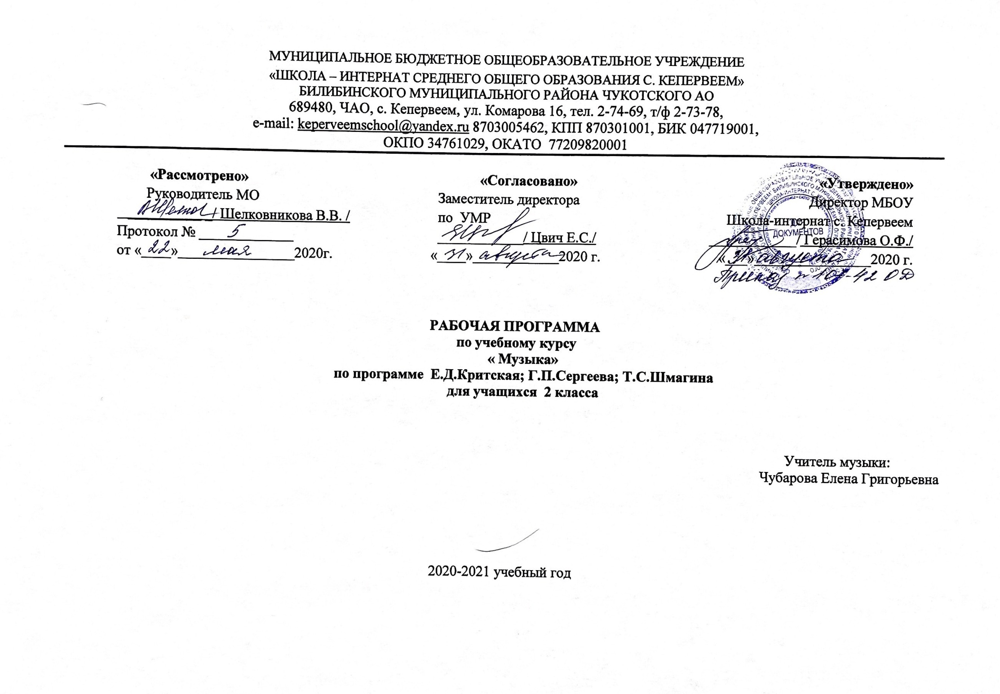 МУНИЦИПАЛЬНОЕ БЮДЖЕТНОЕ ОБЩЕОБРАЗОВАТЕЛЬНОЕ УЧРЕЖДЕНИЕ
«ШКОЛА – ИНТЕРНАТ СРЕДНЕГО ОБЩЕГО ОБРАЗОВАНИЯ С. КЕПЕРВЕЕМ»
БИЛИБИНСКОГО МУНИЦИПАЛЬНОГО РАЙОНА ЧУКОТСКОГО АО
689480, ЧАО, с. Кепервеем, ул. Комарова 16, тел. 2-74-69, т/ф 2-73-78,
e-mail: keperveemschool@yandex.ru 8703005462, КПП 870301001, БИК 047719001,
ОКПО 34761029, ОКАТО 77209820001
«Рассмотрено»
Руководитель МО
/ Шелковникова В.В. /
Протокол № 5
от «22» мая 2020г.
«Согласовано»
Заместитель директора
по УМР
/ Цвич Е.С./
«31» августа 2020 г.
«Утверждено»
Директор МБОУ
Школа-интернат с. Кепервеем
/ Герасимова О.Ф./
«31» августа 2020 г.
Приказ ОД
ДОКУМЕНТОВ
РАБОЧАЯ ПРОГРАММА
по учебному курсу
« Музыка»
по программе Е.Д.Критская; Г.П.Сергеева; Т.С.Шмагина
для учащихся 2 класса
Учитель музыки:
Чубарова Елена Григорьевна
2020-2021 учебный год